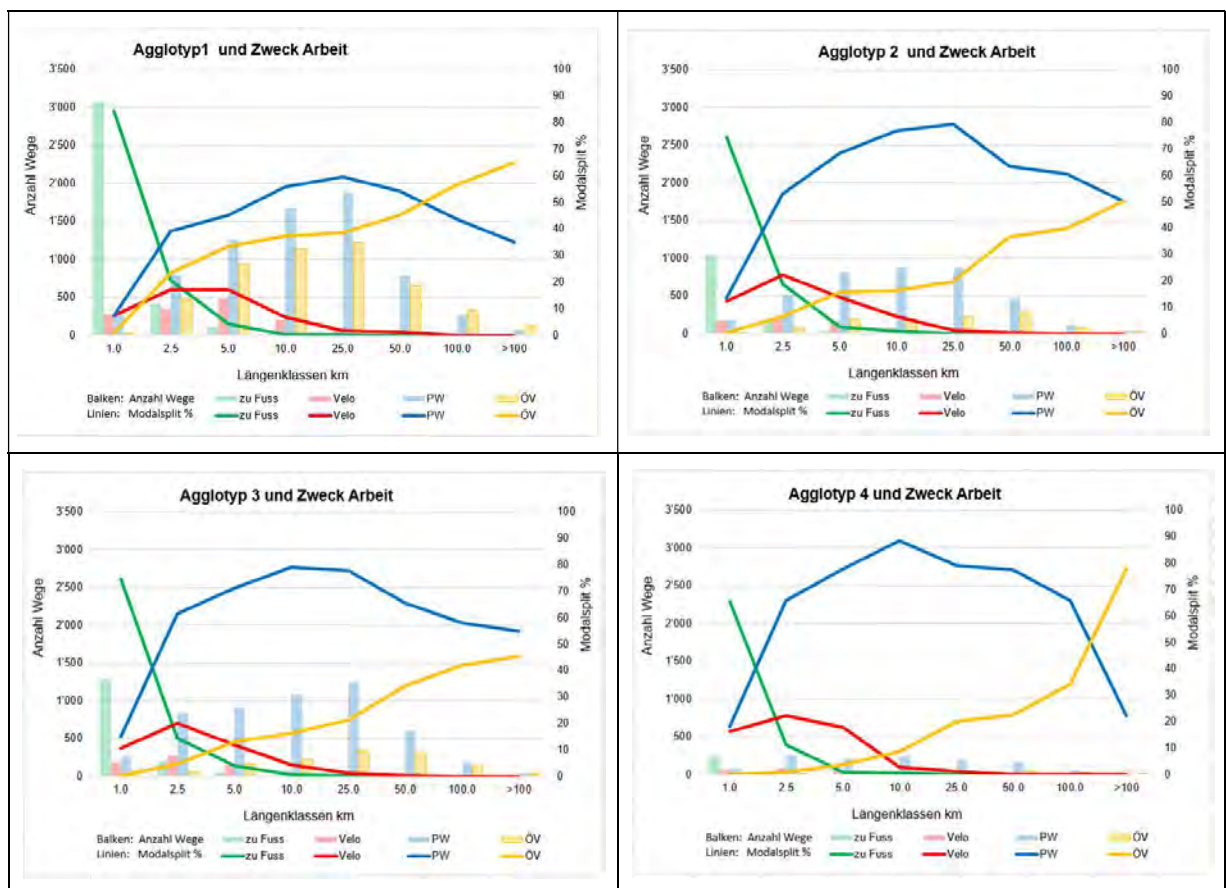 Agglotyp1 und Zweck Arbeit
3'500
3'000
2'500
2'000
1'500
1'000
500
0
Anzahl Wege
100
90
80
70
60
50
40
30
20
10
0
Modalsplit %
1.0 2.5 5.0 10.0 25.0 50.0 100.0 >100
Längenklassen km
Balken: Anzahl Wege zu Fuss Velo PW ÖV
Linien: Modalsplit % zu Fuss Velo PW ÖV
Agglotyp 2 und Zweck Arbeit
3'500
3'000
2'500
2'000
1'500
1'000
500
0
Anzahl Wege
100
90
80
70
60
50
40
30
20
10
0
Modalsplit %
1.0 2.5 5.0 10.0 25.0 50.0 100.0 >100
Längenklassen km
Balken: Anzahl Wege zu Fuss Velo PW ÖV
Linien: Modalsplit % zu Fuss Velo PW ÖV
Agglotyp 3 und Zweck Arbeit
3'500
3'000
2'500
2'000
1'500
1'000
500
0
Anzahl Wege
100
90
80
70
60
50
40
30
20
10
0
Modalsplit %
1.0 2.5 5.0 10.0 25.0 50.0 100.0 >100
Längenklassen km
Balken: Anzahl Wege zu Fuss Velo PW ÖV
Linien: Modalsplit % zu Fuss Velo PW ÖV
Agglotyp 4 und Zweck Arbeit
3'500
3'000
2'500
2'000
1'500
1'000
500
0
Anzahl Wege
100
90
80
70
60
50
40
30
20
10
0
Modalsplit %
1.0 2.5 5.0 10.0 25.0 50.0 100.0 >100
Längenklassen km
Balken: Anzahl Wege zu Fuss Velo PW ÖV
Linien: Modalsplit % zu Fuss Velo PW ÖV